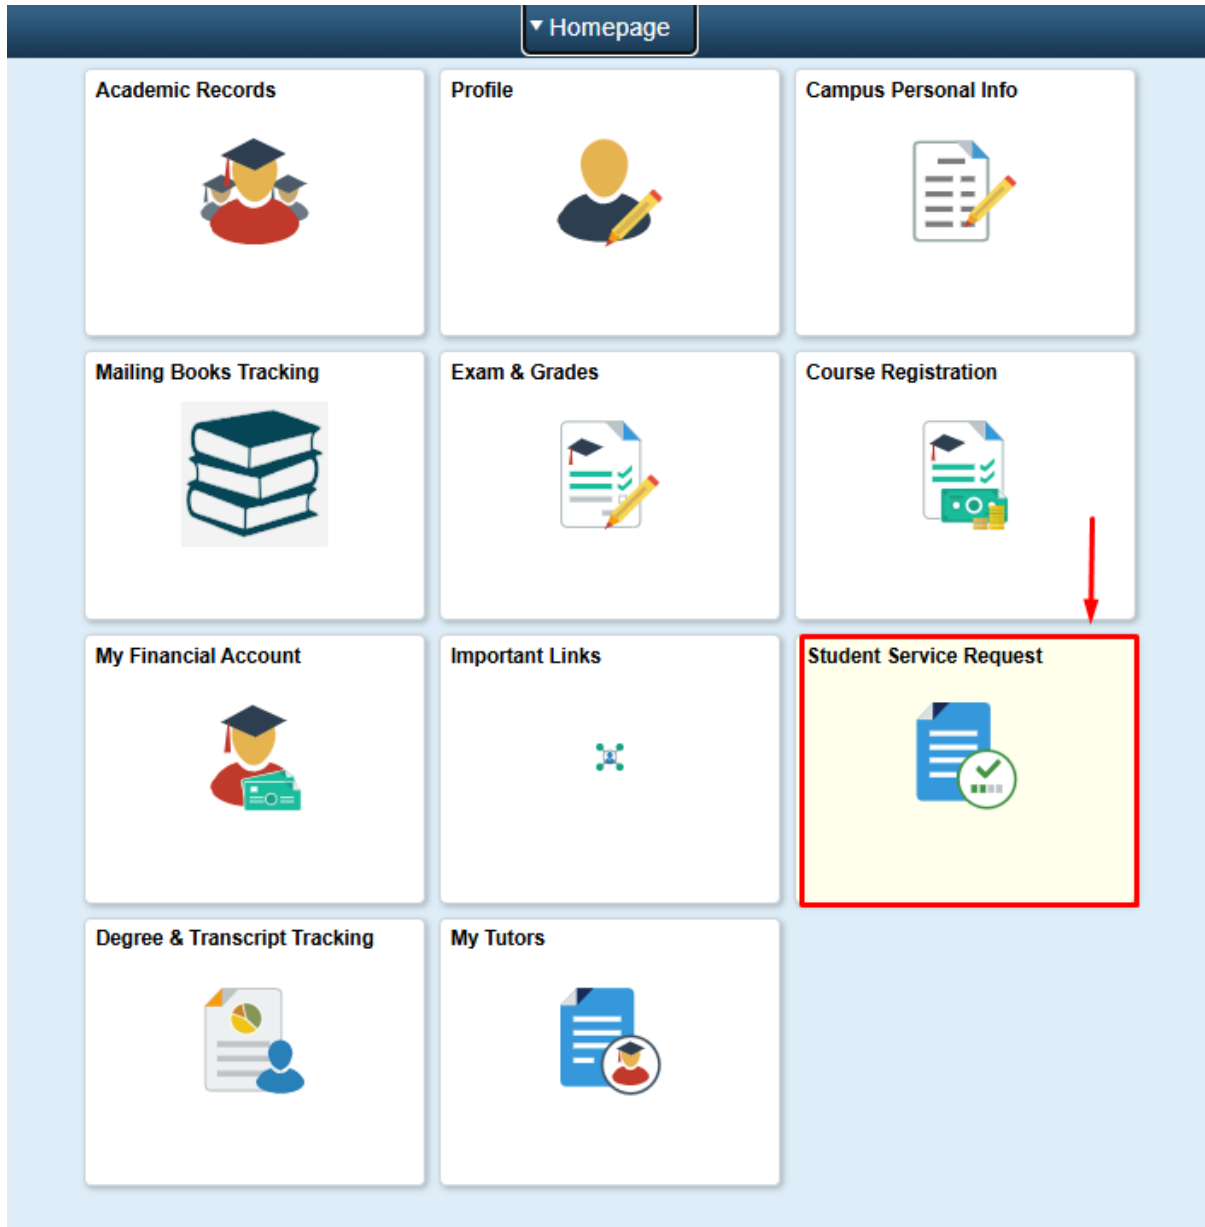 Homepage
Academic Records
Profile
Campus Personal Info
Mailing Books Tracking
Exam & Grades
Course Registration
My Financial Account
Important Links
Student Service Request
Degree & Transcript Tracking
My Tutors